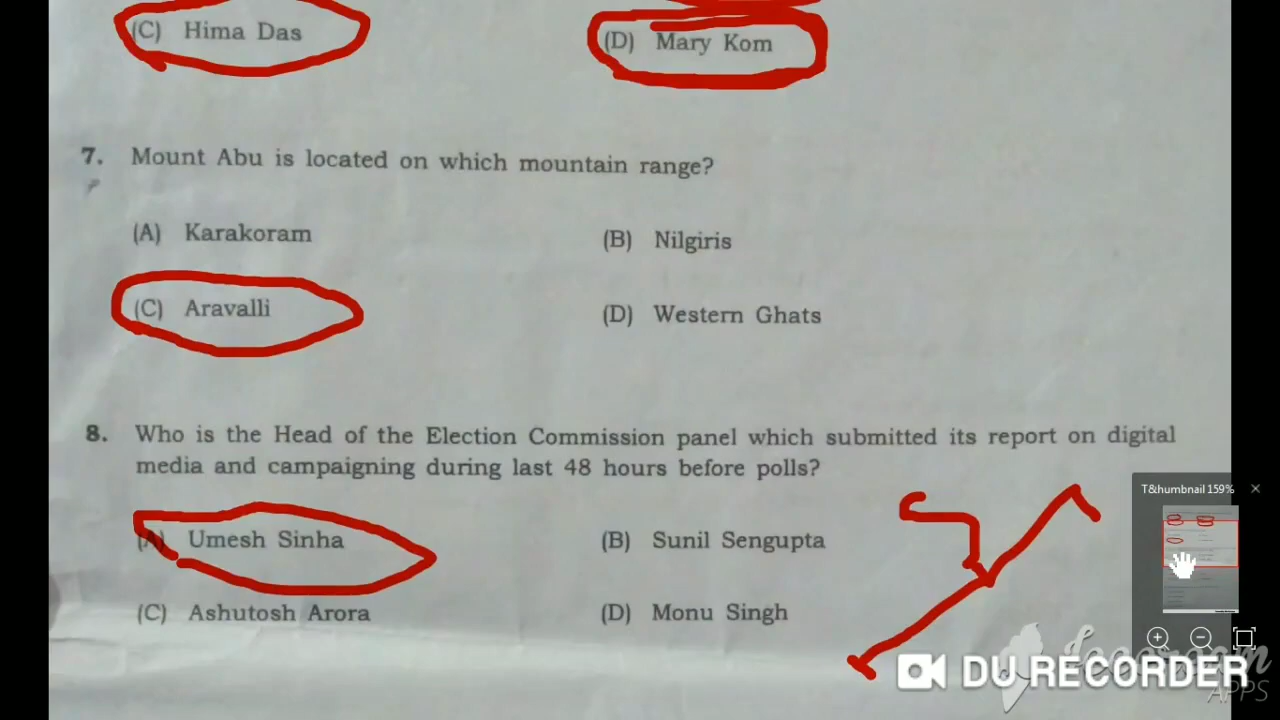 (C) Hima Das (D) Mary Kom
7. Mount Abu is located on which mountain range?
(A) Karakoram (B) Nilgiris
(C) Aravalli (D) Western Ghats
8. Who is the Head of the Election Commission panel which submitted its report on digital
media and campaigning during last 48 hours before polls?
(A) Umesh Sinha (B) Sunil Sengupta
(C) Ashutosh Arora (D) Monu Singh
T&humbnail 159%
DU RECORDER
APPS